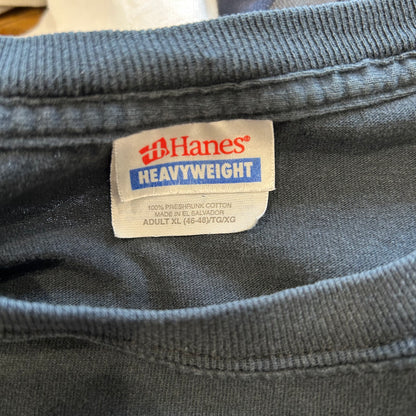 Hanes®
HEAVYWEIGHT
100% PRESHRUNK COTTON
MADE IN EL SALVADOR
ADULT XL (46-48)/TG/XG